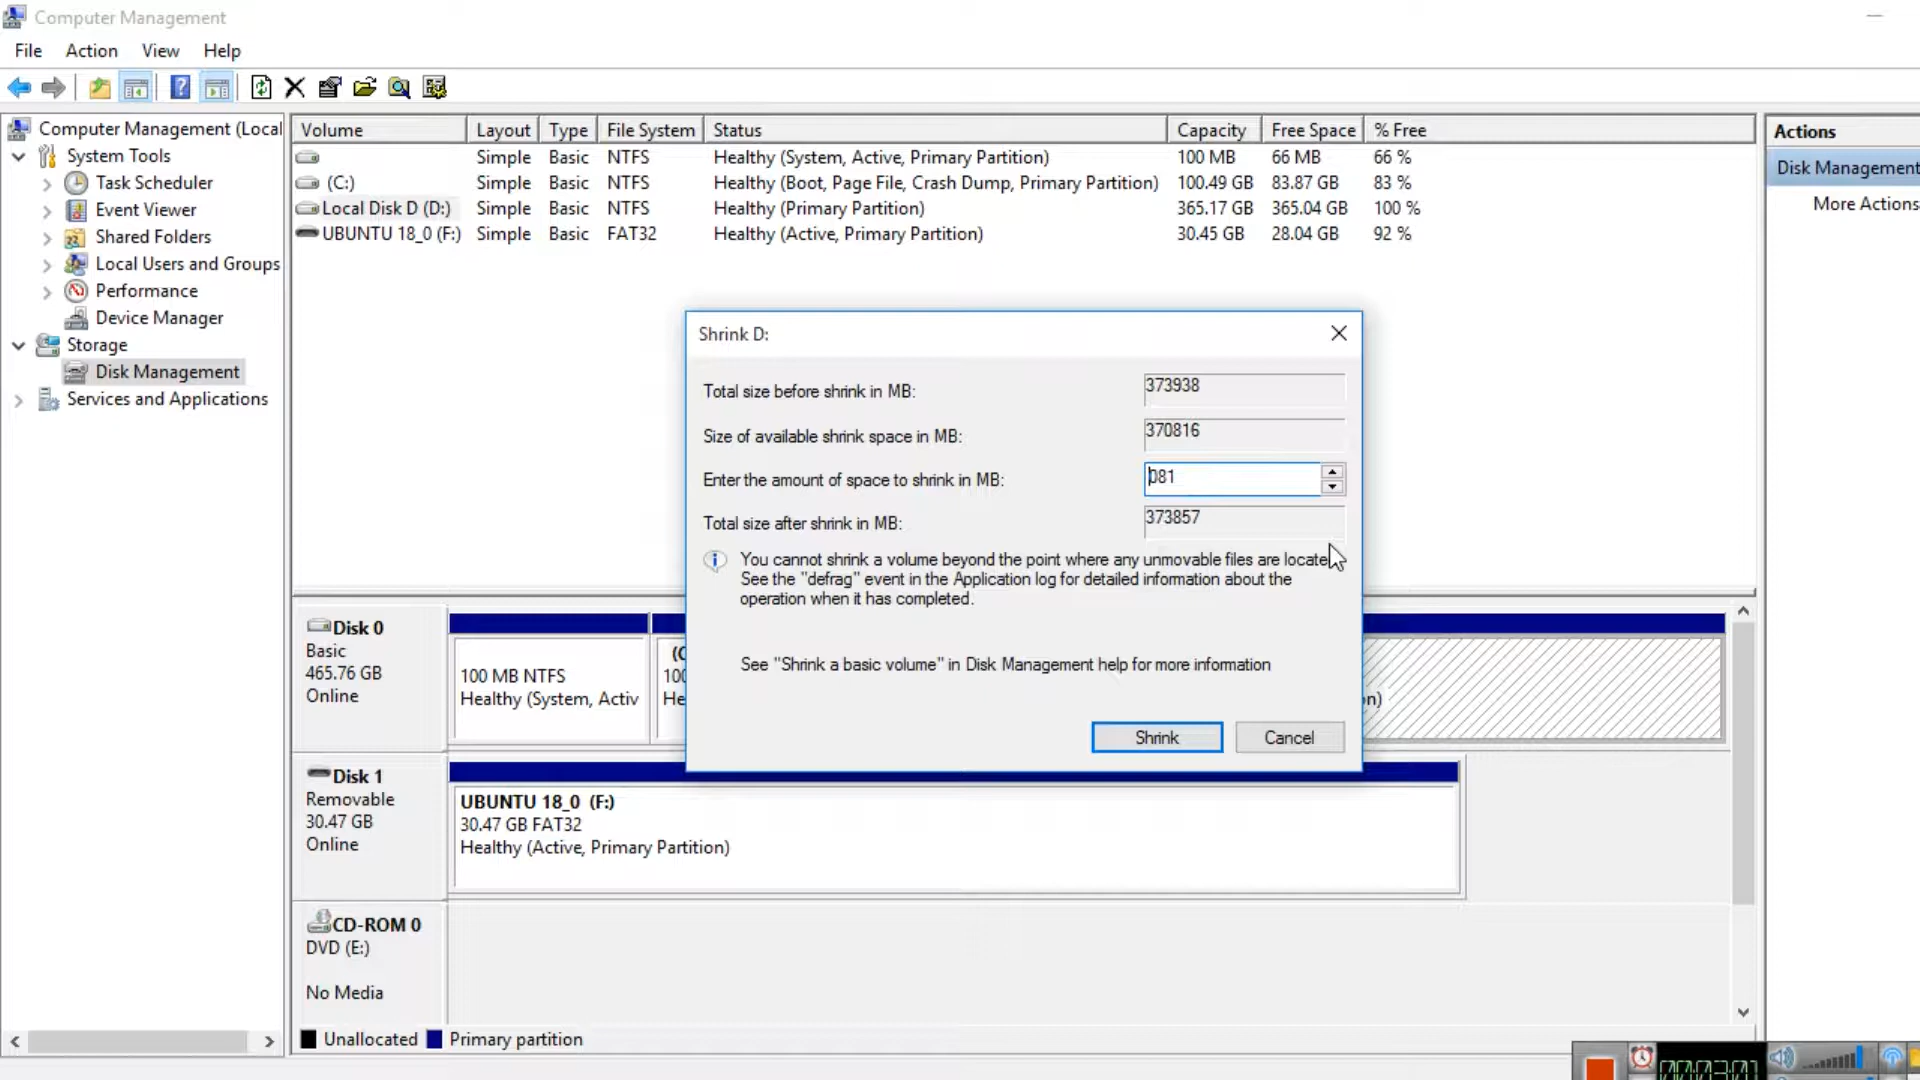 Computer Management
File Action View Help
Computer Management (Local
System Tools
Task Scheduler
Event Viewer
Shared Folders
Local Users and Groups
Performance
Device Manager
Storage
Disk Management
Services and Applications
Volume Layout Type File System Status Capacity Free Space % Free
Simple Basic NTFS Healthy (System, Active, Primary Partition) 100 MB 66 MB 66 %
(C:) Simple Basic NTFS Healthy (Boot, Page File, Crash Dump, Primary Partition) 100.49 GB 83.87 GB 83 %
Local Disk D (D:) Simple Basic NTFS Healthy (Primary Partition) 365.17 GB 365.04 GB 100 %
UBUNTU 18_0 (F:) Simple Basic FAT32 Healthy (Active, Primary Partition) 30.45 GB 28.04 GB 92 %
Actions
Disk Management
More Actions
Shrink D:
Total size before shrink in MB: 373938
Size of available shrink space in MB: 370816
Enter the amount of space to shrink in MB: 081
Total size after shrink in MB: 373857
You cannot shrink a volume beyond the point where any unmovable files are locate
See the "defrag" event in the Application log for detailed information about the
operation when it has completed.
See "Shrink a basic volume" in Disk Management help for more information
Shrink Cancel
Disk 0
Basic
465.76 GB
Online
100 MB NTFS
Healthy (System, Activ
(C
100
He
n)
Disk 1
Removable
30.47 GB
Online
UBUNTU 18_0 (F:)
30.47 GB FAT32
Healthy (Active, Primary Partition)
CD-ROM 0
DVD (E:)
No Media
Unallocated Primary partition